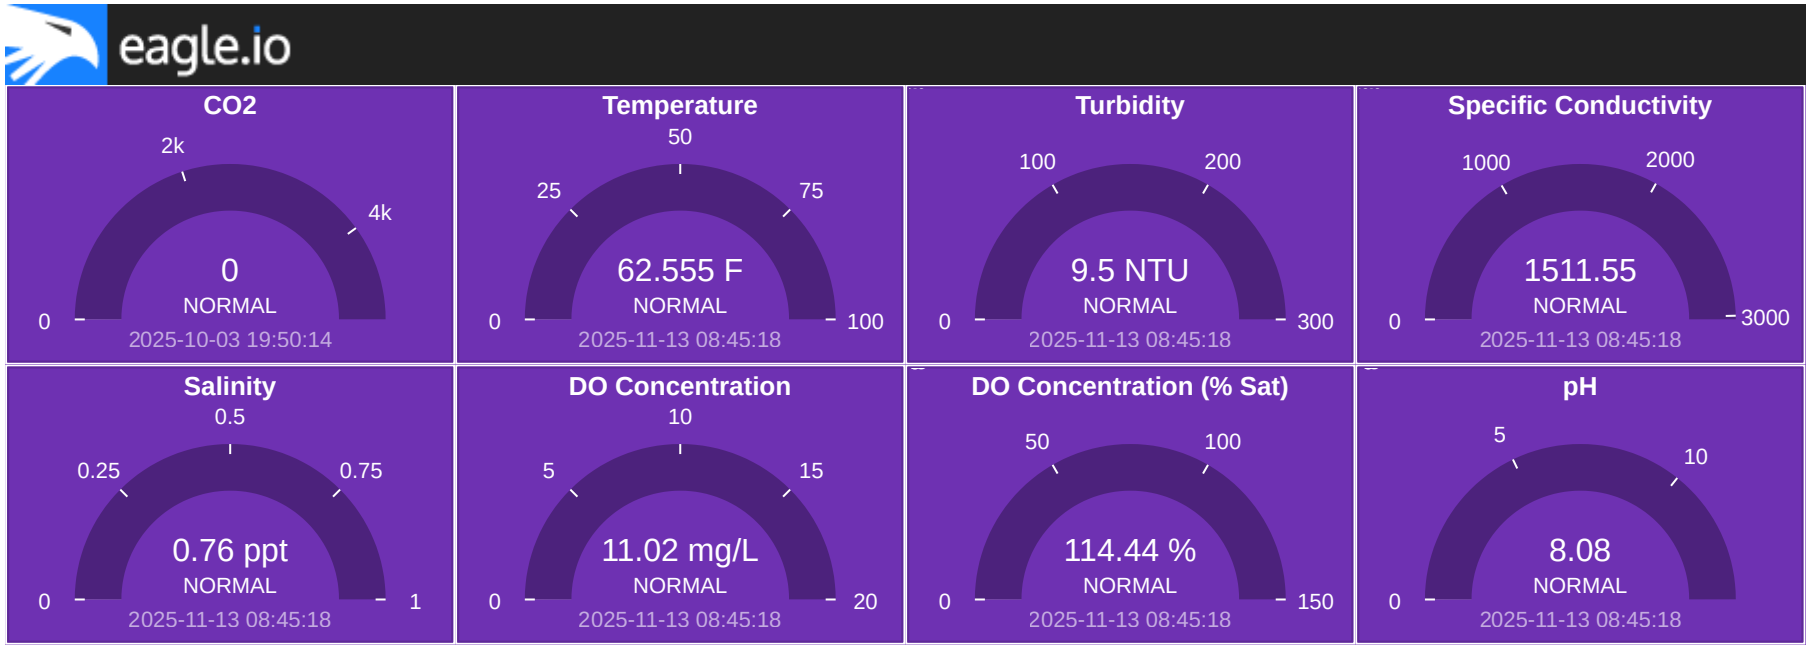 eagle.io
CO2
2k
4k
0
0
NORMAL
2025-10-03 19:50:14
Temperature
50
25
75
62.555 F
NORMAL
0
100
2025-11-13 08:45:18
Turbidity
100
200
9.5 NTU
NORMAL
0
300
2025-11-13 08:45:18
Specific Conductivity
1000
2000
1511.55
NORMAL
0
3000
2025-11-13 08:45:18
Salinity
0.5
0.25
0.75
0.76 ppt
NORMAL
0
1
2025-11-13 08:45:18
DO Concentration
10
5
15
11.02 mg/L
NORMAL
0
20
2025-11-13 08:45:18
DO Concentration (% Sat)
50
100
114.44 %
NORMAL
0
150
2025-11-13 08:45:18
pH
5
10
8.08
NORMAL
0
2025-11-13 08:45:18